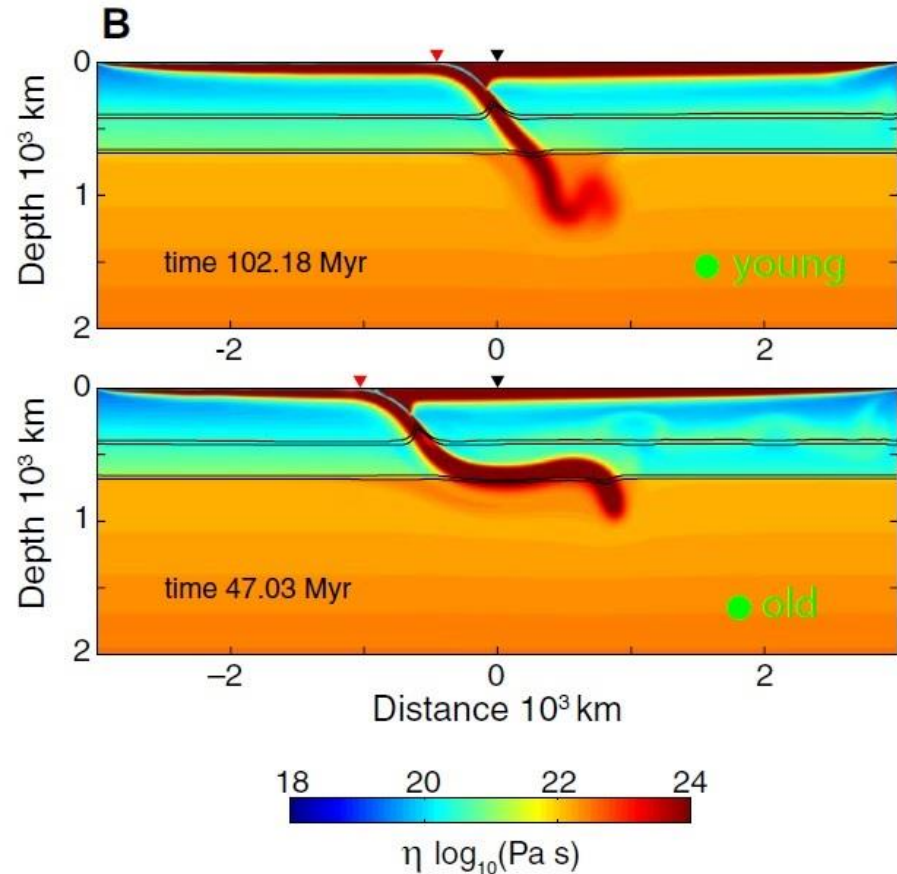 B
0
1
2
Depth 10³ km
time 102.18 Myr
young
-2
0
2
0
1
2
Depth 10³ km
time 47.03 Myr
old
–2
0
2
Distance 10³ km
18
20
22
24
η log₁₀(Pa s)